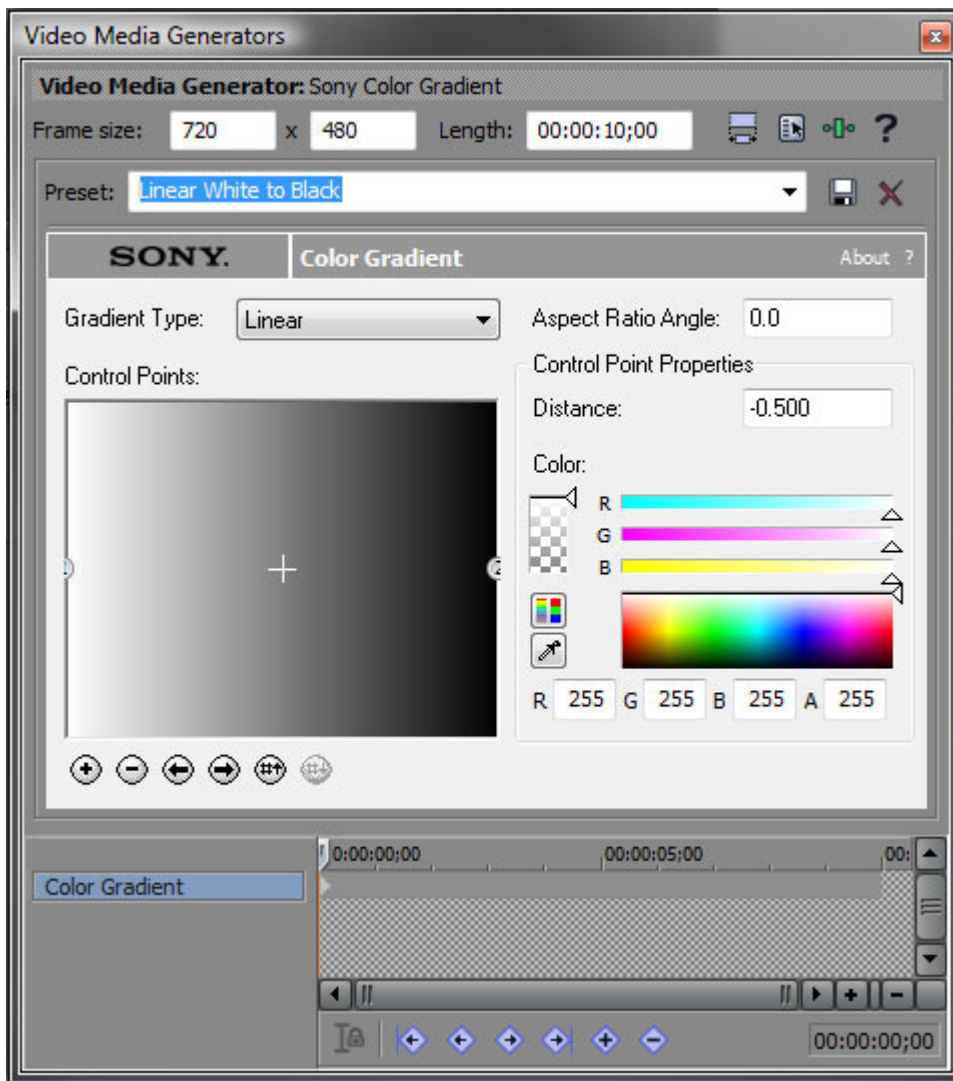 Video Media Generators
Video Media Generator: Sony Color Gradient
Frame size: 720 x 480 Length: 00:00:10;00 ?
Preset: Linear White to Black
SONY. Color Gradient About ?
Gradient Type: Linear Aspect Ratio Angle: 0.0
Control Points: Control Point Properties
Distance: -0.500
Color:
R
G
B
1 2
R 255 G 255 B 255 A 255
0:00:00;00 00:00:05;00 00:
Color Gradient
00:00:00;00